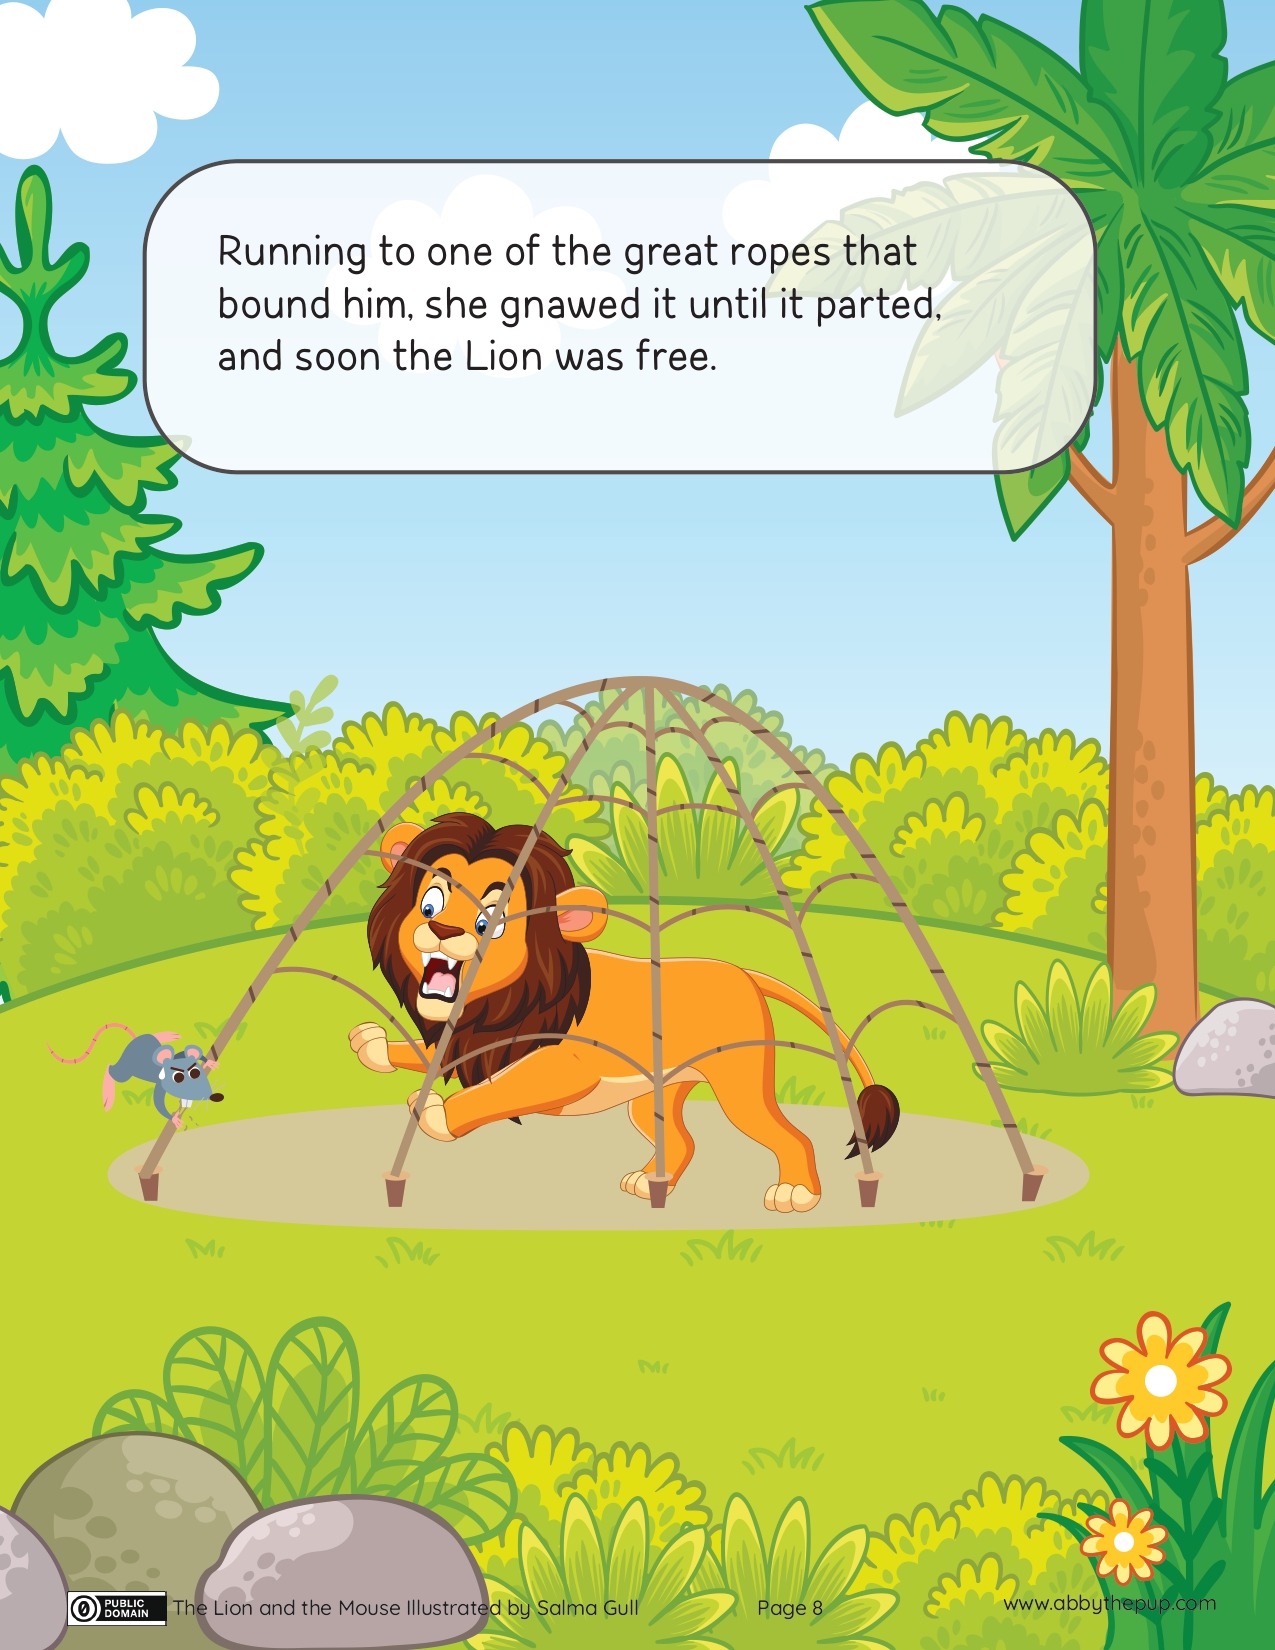 Running to one of the great ropes that
bound him, she gnawed it until it parted,
and soon the Lion was free.
PUBLIC
DOMAIN
The Lion and the Mouse Illustrated by Salma Gull
Page 8
www.abbythepup.com